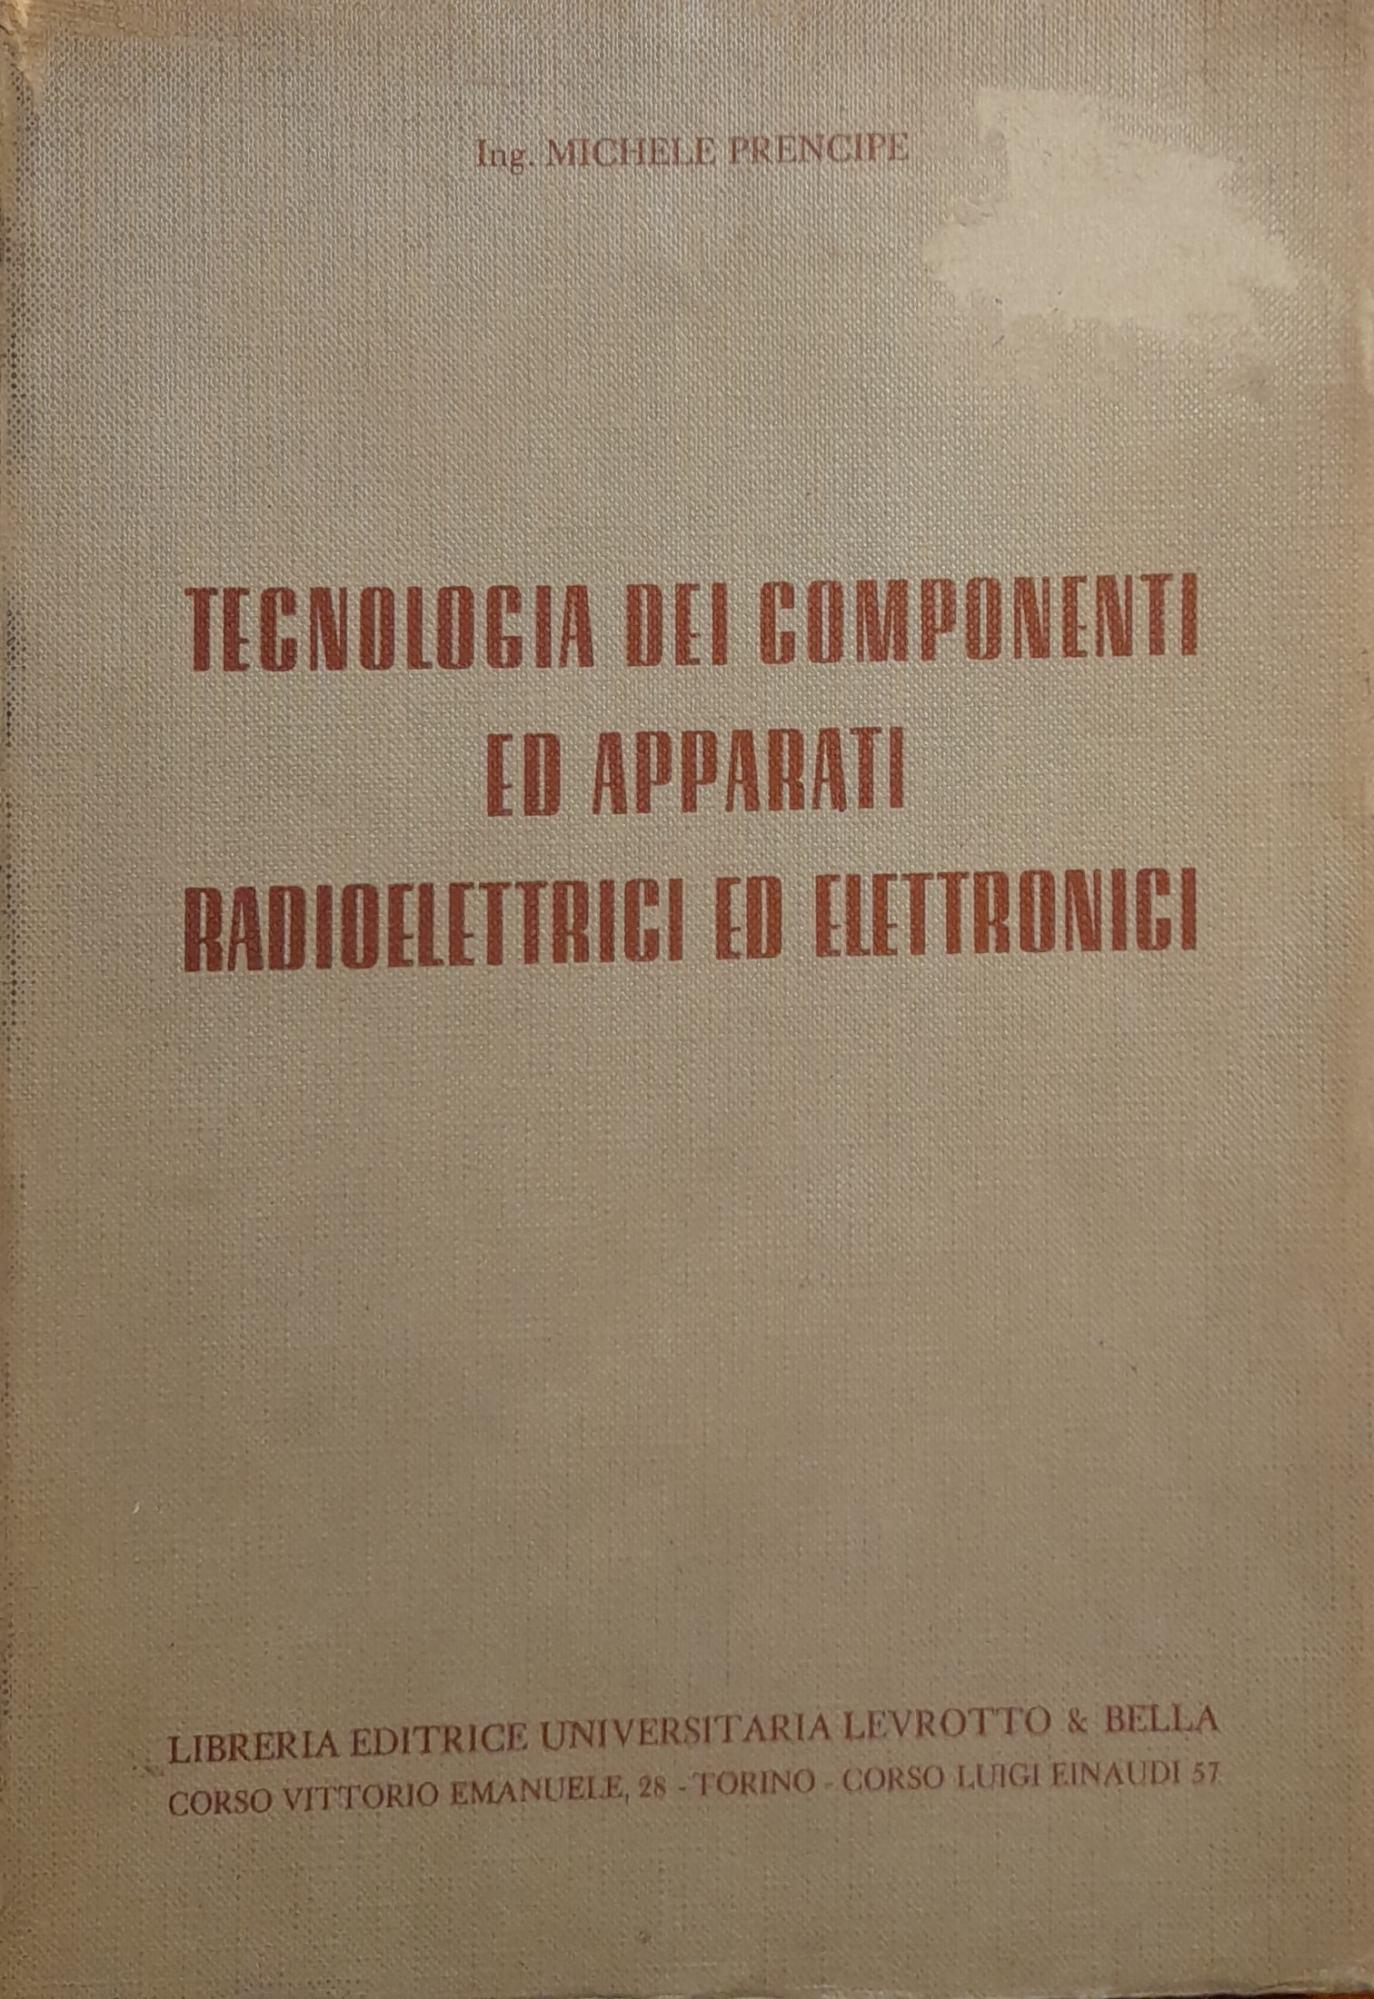 Ing. MICHELE PRENCIPE
TECNOLOGIA DEI COMPONENTI
ED APPARATI
RADIOELETTRICI ED ELETTRONICI
LIBRERIA EDITRICE UNIVERSITARIA LEVROTTO & BELLA
CORSO VITTORIO EMANUELE, 28 - TORINO - CORSO LUIGI EINAUDI 57